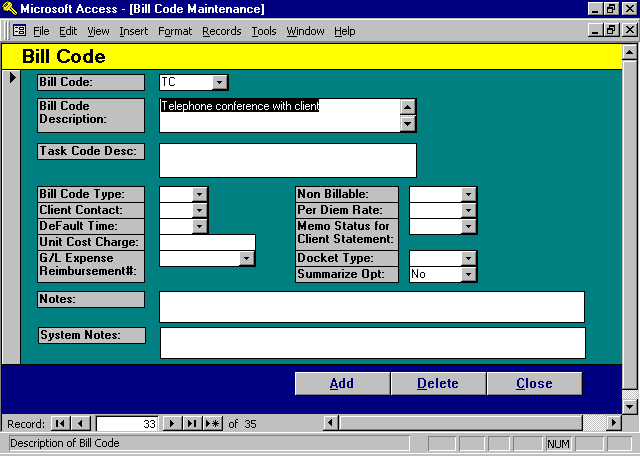 Microsoft Access - [Bill Code Maintenance]
File Edit View Insert Format Records Tools Window Help
Bill Code
Bill Code: TC
Bill Code Description: Telephone conference with client
Task Code Desc:
Bill Code Type: Non Billable:
Client Contact: Per Diem Rate:
DeFault Time: Memo Status for
Unit Cost Charge: Client Statement:
G/L Expense Docket Type:
Reimbursement#: Summarize Opt: No
Notes:
System Notes:
Add Delete Close
Record: 33 of 35
Description of Bill Code NUM